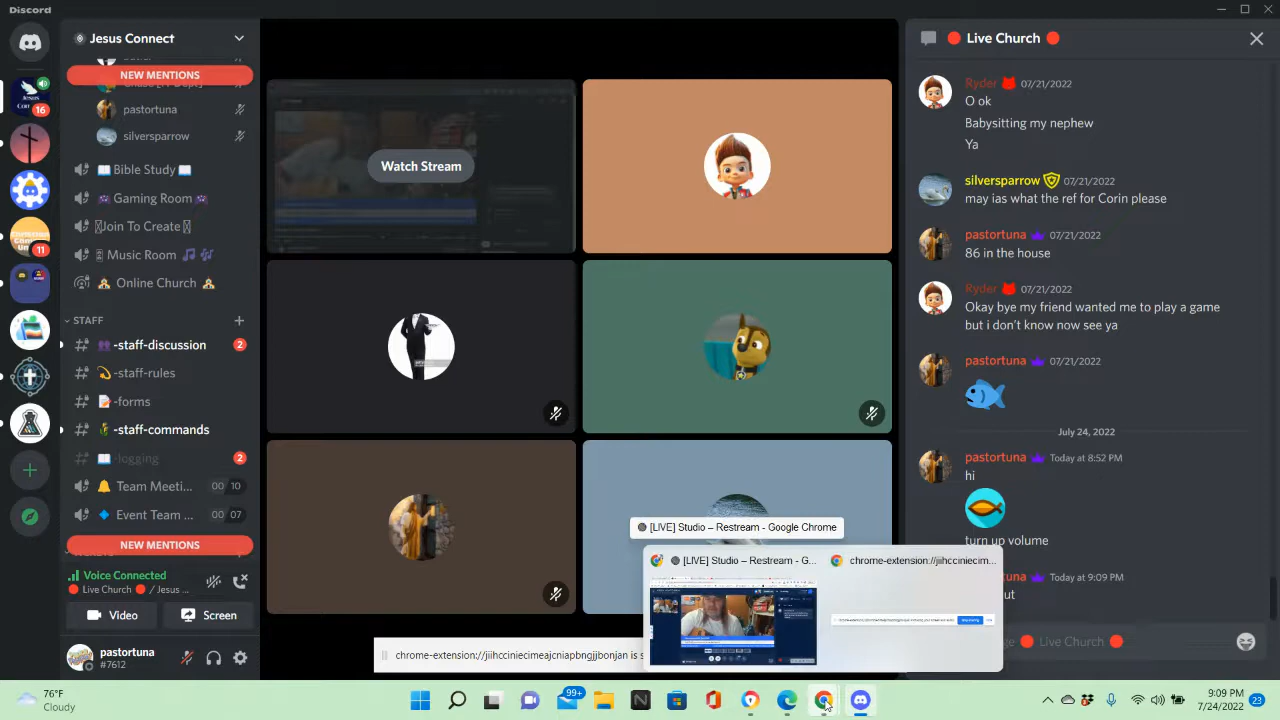 Discord
Jesus Connect
NEW MENTIONS
pastortuna
silversparrow
Bible Study
Gaming Room
Join To Create
Music Room
Online Church
STAFF
-staff-discussion
2
-staff-rules
-forms
-staff-commands
-logging
2
Team Meeti...
00 10
Event Team ...
00 07
NEW MENTIONS
Voice Connected
Live Church / Jesus ...
Video
Screen
pastortuna
#7612
16
11
Watch Stream
Live Church
Ryder 07/21/2022
O ok
Babysitting my nephew
Ya
silversparrow 07/21/2022
may ias what the ref for Corin please
pastortuna 07/21/2022
86 in the house
Ryder 07/21/2022
Okay bye my friend wanted me to play a game
but i don't know now see ya
pastortuna 07/21/2022
July 24, 2022
pastortuna Today at 8:52 PM
hi
turn up volume
Today at 9:09 PM
Live Church
[LIVE] Studio – Restream - Google Chrome
[LIVE] Studio – Restream - G...
chrome-extension://jiihcciniecim...
chrome-extension://jiihcciniecimeajcniapbngjjbonjan is s
76°F
Cloudy
99+
9:09 PM
7/24/2022
23